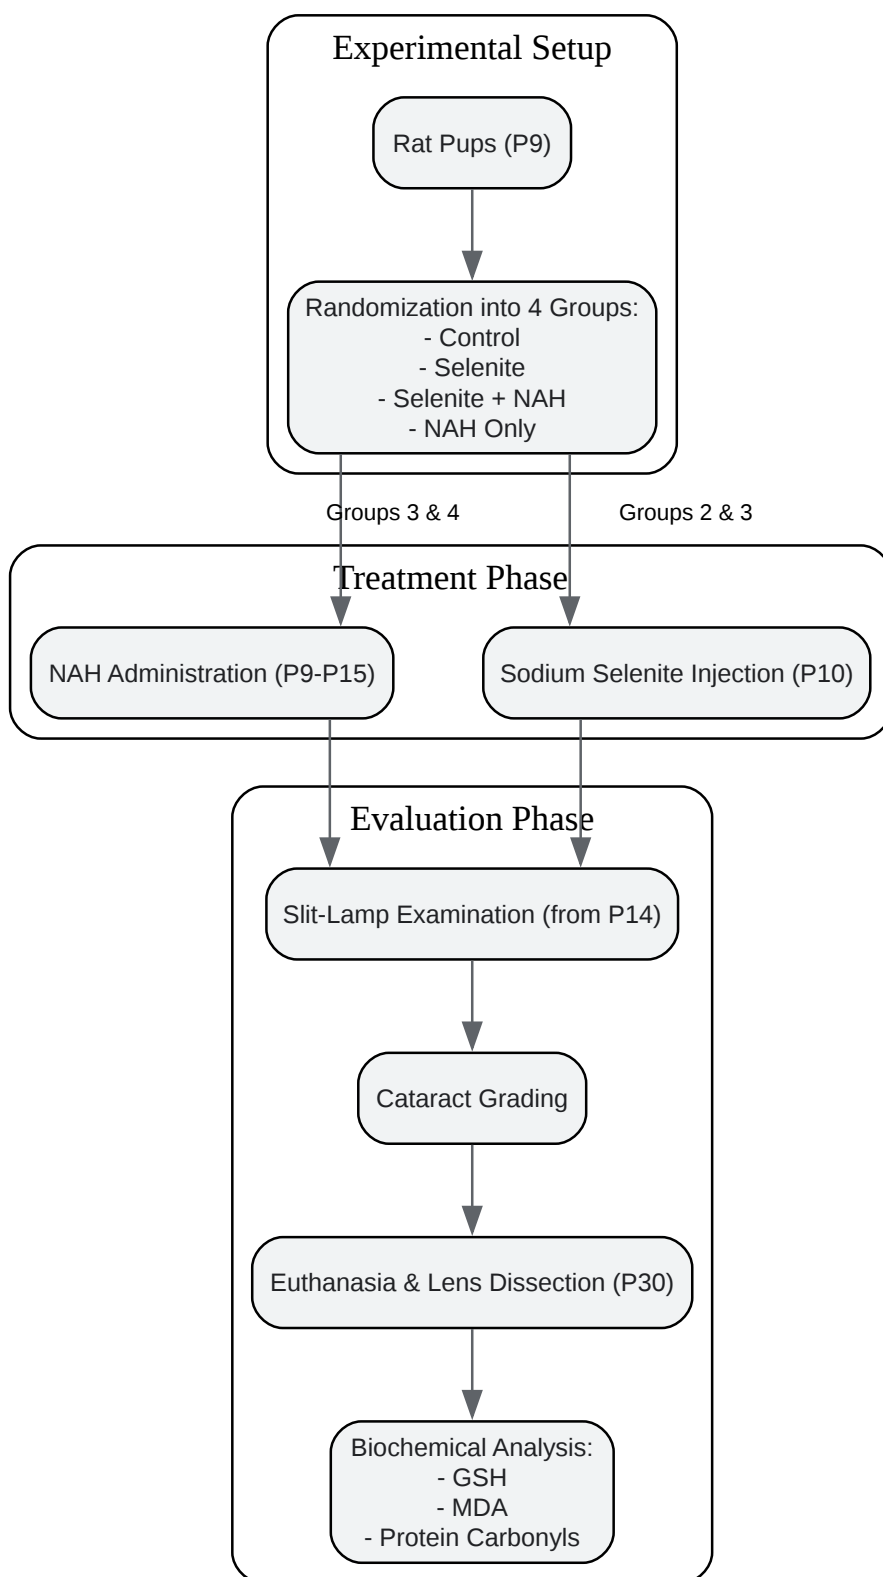 Experimental Setup
Rat Pups (P9)
Randomization into 4 Groups:
- Control
- Selenite
- Selenite + NAH
- NAH Only
Groups 3 & 4
Groups 2 & 3
Treatment Phase
NAH Administration (P9-P15)
Sodium Selenite Injection (P10)
Evaluation Phase
Slit-Lamp Examination (from P14)
Cataract Grading
Euthanasia & Lens Dissection (P30)
Biochemical Analysis:
- GSH
- MDA
- Protein Carbonyls